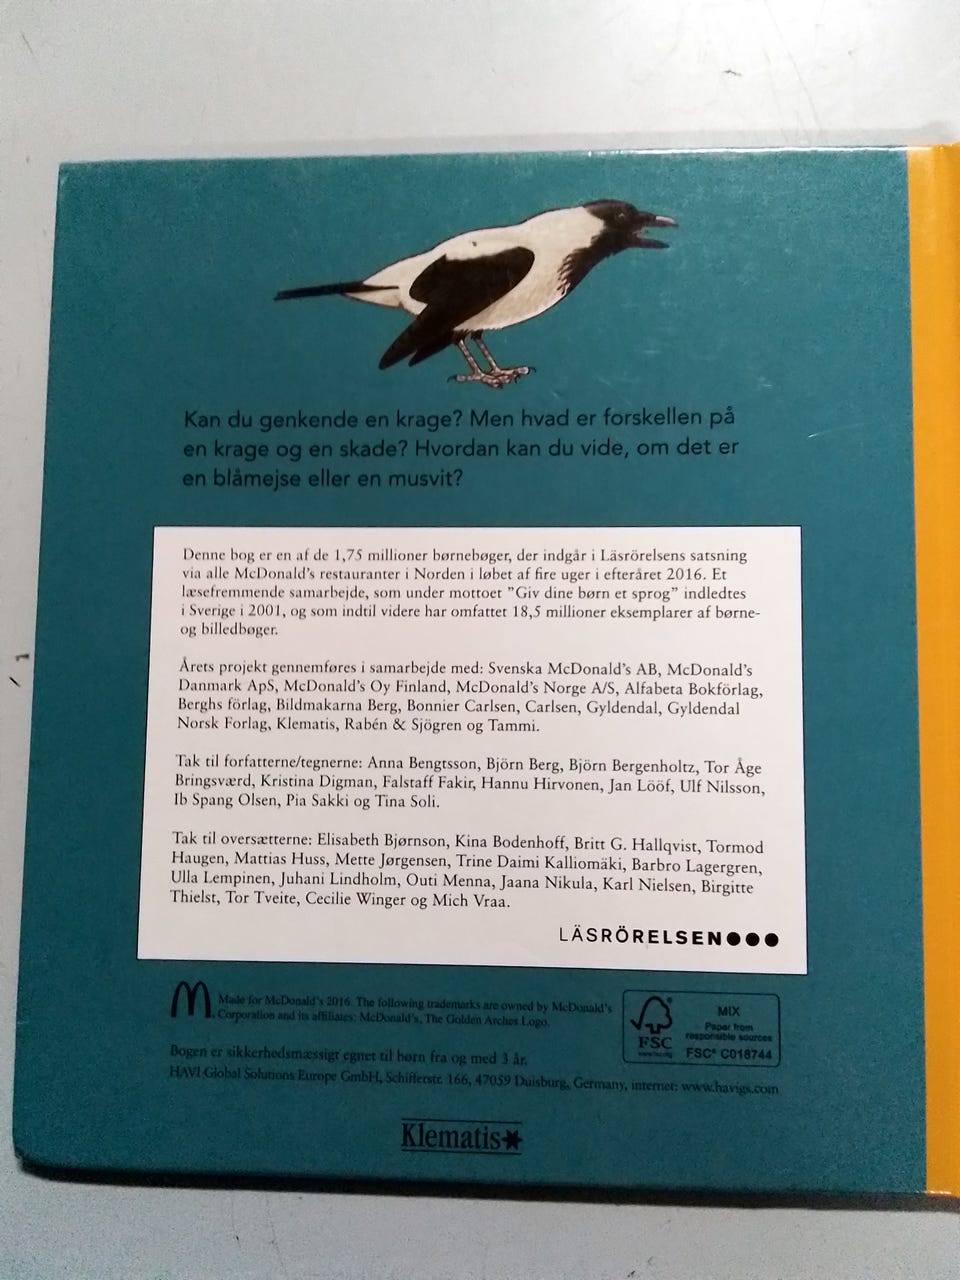 Kan du genkende en krage? Men hvad er forskellen på
en krage og en skade? Hvordan kan du vide, om det er
en blåmejse eller en musvit?
Denne bog er en af de 1,75 millioner børnebøger, der indgår i Läsrörelsens satsning
via alle McDonald's restauranter i Norden i løbet af fire uger i efteråret 2016. Et
læsefremmende samarbejde, som under mottoet ”Giv dine børn et sprog” indledtes
i Sverige i 2001, og som indtil videre har omfattet 18,5 millioner eksemplarer af børne-
og billedbøger.
Årets projekt gennemføres i samarbejde med: Svenska McDonald's AB, McDonald's
Danmark ApS, McDonald's Oy Finland, McDonald's Norge A/S, Alfabeta Bokförlag,
Berghs förlag, Bildmakarna Berg, Bonnier Carlsen, Carlsen, Gyldendal, Gyldendal
Norsk Forlag, Klematis, Rabén & Sjögren og Tammi.
Tak til forfatterne/tegnerne: Anna Bengtsson, Björn Berg, Björn Bergenholtz, Tor Åge
Bringsværd, Kristina Digman, Falstaff Fakir, Hannu Hirvonen, Jan Lööf, Ulf Nilsson,
Ib Spang Olsen, Pia Sakki og Tina Soli.
Tak til oversætterne: Elisabeth Bjørnson, Kina Bodenhoff, Britt G. Hallqvist, Tormod
Haugen, Mattias Huss, Mette Jørgensen, Trine Daimi Kalliomäki, Barbro Lagergren,
Ulla Lempinen, Juhani Lindholm, Outi Menna, Jaana Nikula, Karl Nielsen, Birgitte
Thielst, Tor Tveite, Cecilie Winger og Mich Vraa.
LÄSRÖRELSEN●●●
Made for McDonald's 2016. The following trademarks are owned by McDonald's
Corporation and its affiliates: McDonald's, The Golden Arches Logo.
FSC
www.fsc.org
MIX
Paper from
responsible sources
FSC® C018744
Bogen er sikkerhedsmæssigt egnet til børn fra og med 3 år.
HAVI Global Solutions Europe GmbH, Schifferstr. 166, 47059 Duisburg, Germany, internet: www.havigs.com
Klematis